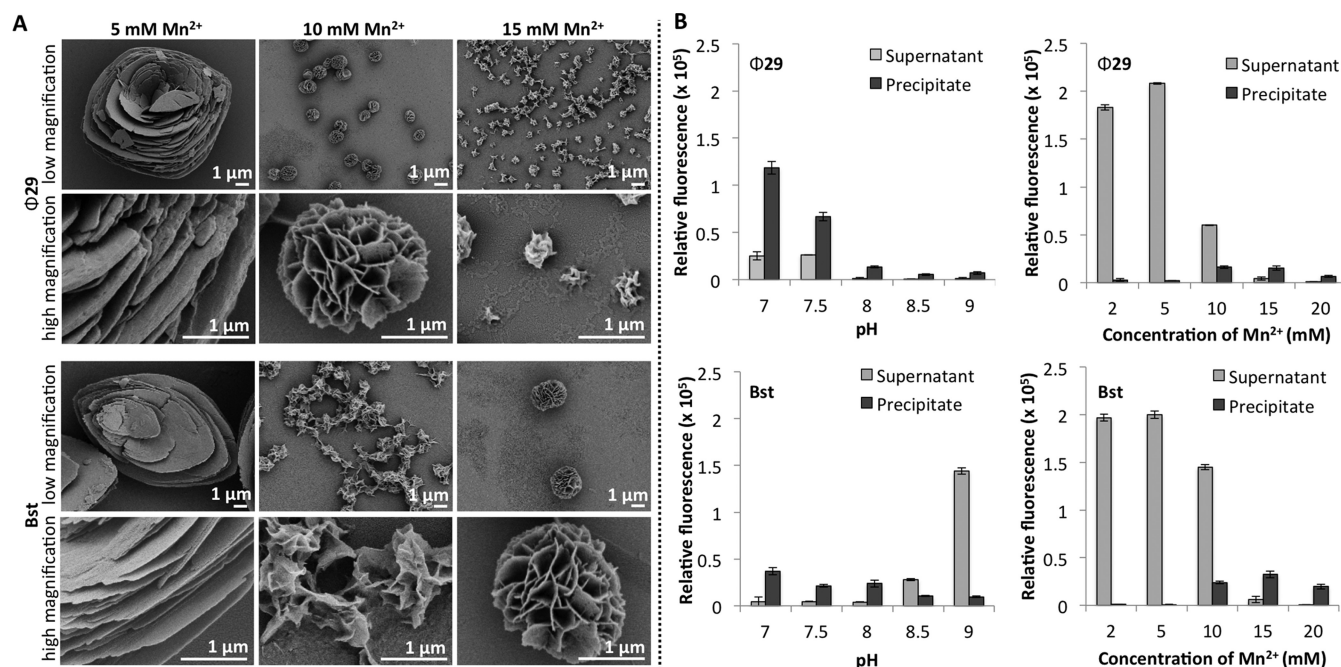 A
5 mM Mn²⁺
10 mM Mn²⁺
15 mM Mn²⁺
Φ29
low magnification
1 μm
1 μm
1 μm
high magnification
1 μm
1 μm
1 μm
Bst
low magnification
1 μm
1 μm
1 μm
high magnification
1 μm
1 μm
1 μm
B
Φ29
Supernatant
Precipitate
Relative fluorescence (x 10⁵)
2.5
2
1.5
1
0.5
0
7 7.5 8 8.5 9
pH
Φ29
Supernatant
Precipitate
Relative fluorescence (x 10⁵)
2.5
2
1.5
1
0.5
0
2 5 10 15 20
Concentration of Mn²⁺ (mM)
Bst
Supernatant
Precipitate
Relative fluorescence (x 10⁵)
2.5
2
1.5
1
0.5
0
7 7.5 8 8.5 9
pH
Bst
Supernatant
Precipitate
Relative fluorescence (x 10⁵)
2.5
2
1.5
1
0.5
0
2 5 10 15 20
Concentration of Mn²⁺ (mM)